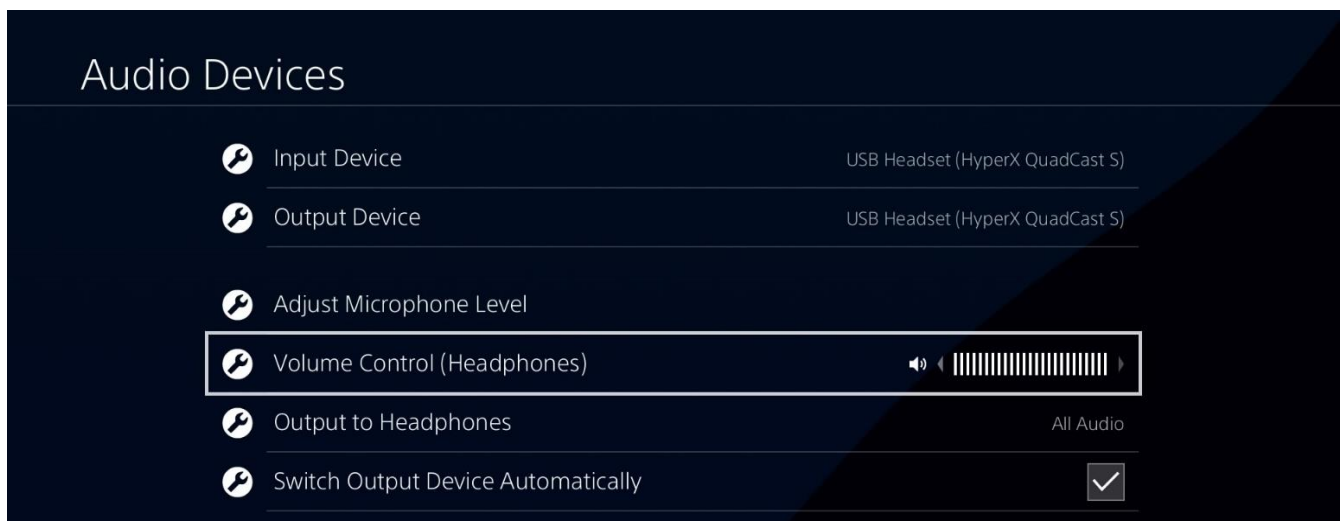 Audio Devices
Input Device USB Headset (HyperX QuadCast S)
Output Device USB Headset (HyperX QuadCast S)
Adjust Microphone Level
Volume Control (Headphones)
Output to Headphones All Audio
Switch Output Device Automatically